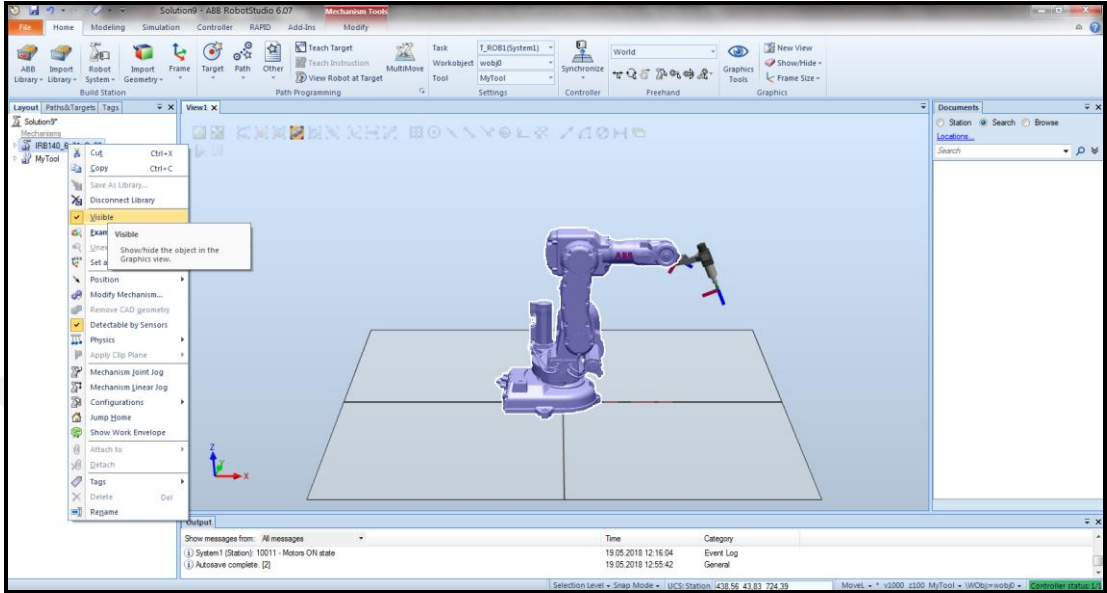 Solution9 - ABB RobotStudio 6.07
Mechanism Tools
File Home Modeling Simulation Controller RAPID Add-Ins Modify
ABB Library
Import Library
Robot System
Import Geometry
Frame
Build Station
Target
Path
Other
Teach Target
Teach Instruction
View Robot at Target
MultiMove
Path Programming
Task T_ROB1(System1)
Workobject wobj0
Tool MyTool
Settings
Synchronize
Controller
World
Freehand
Graphics Tools
New View
Show/Hide
Frame Size
Graphics
Layout Paths&Targets Tags
Solution9*
Mechanisms
MyTool
View1
Cut Ctrl+X
Copy Ctrl+C
Save As Library...
Disconnect Library
Visible
Visible
Show/hide the object in the
Graphics view.
Set a
Position
Modify Mechanism...
Remove CAD geometry
Detectable by Sensors
Physics
Apply Clip Plane
Mechanism Joint Jog
Mechanism Linear Jog
Configurations
Jump Home
Show Work Envelope
Attach to
Detach
Tags
Delete Del
Rename
ABB
Z
Y
X
Documents
Station Search Browse
Locations...
Search
Output
Show messages from: All messages Time Category
System1 (Station): 10011 - Motors ON state 19.05.2018 12:16:04 Event Log
Autosave complete. [2] 19.05.2018 12:55:42 General
Selection Level Snap Mode UCS: Station 438,56 43,83 724,39 MoveL * v1000 z100 MyTool \WObj:=wobj0 Controller status: 1/1